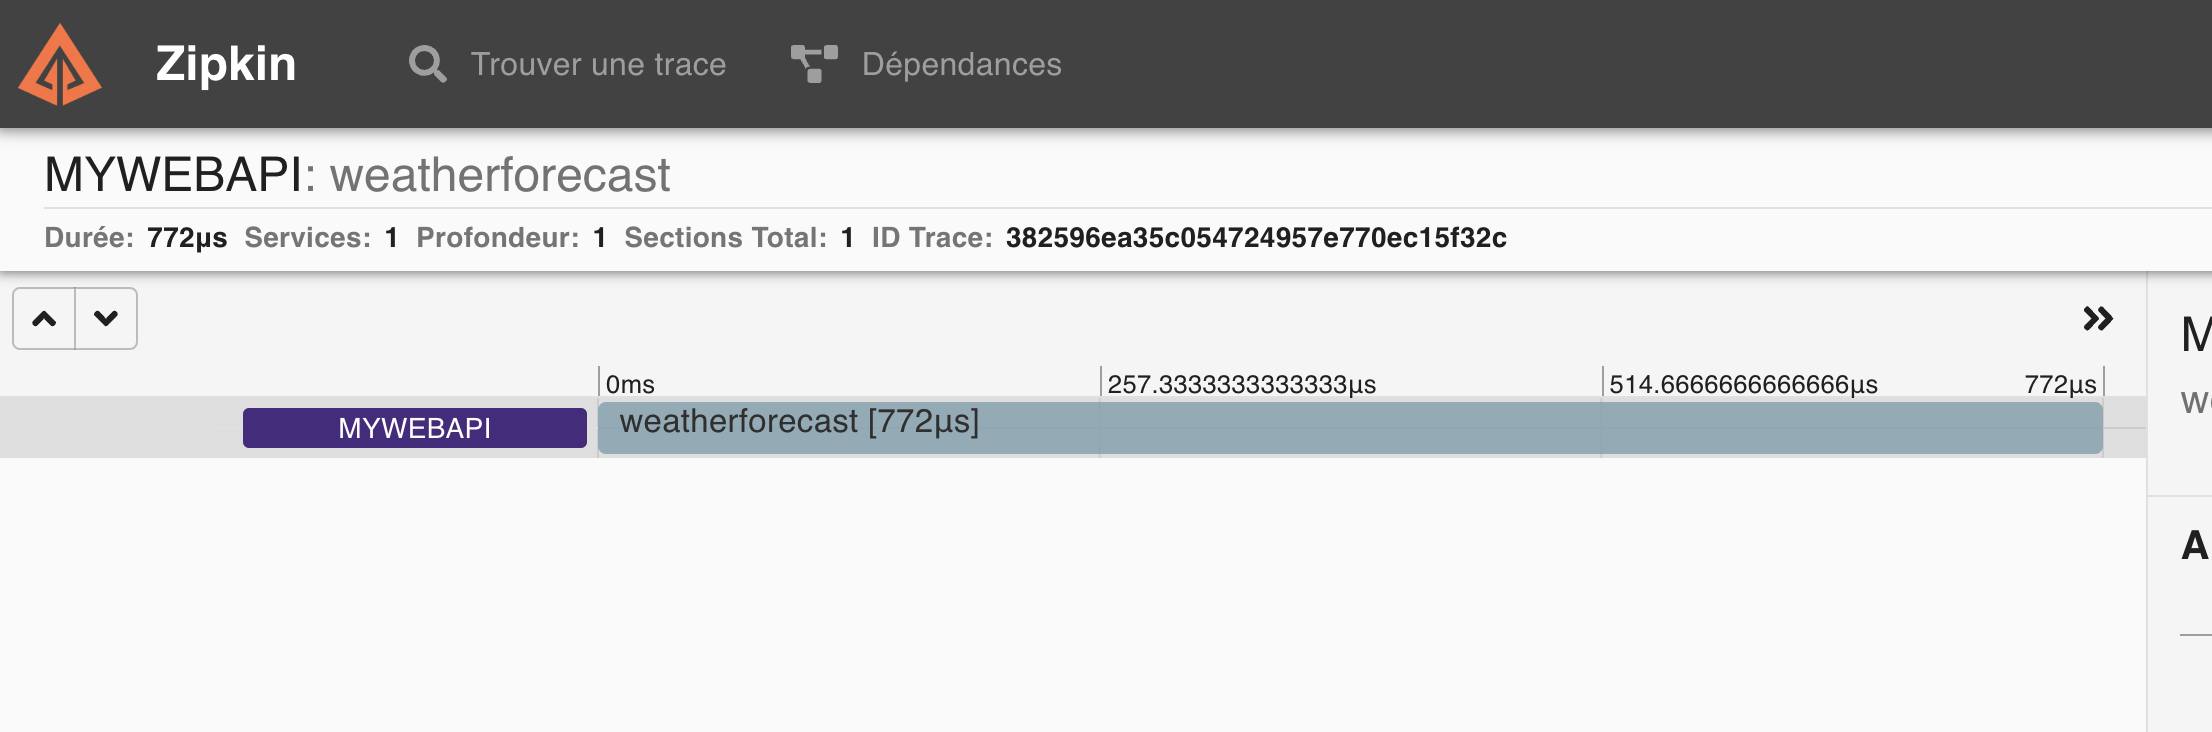 Zipkin Trouver une trace Dépendances
MYWEBAPI: weatherforecast
Durée: 772μs Services: 1 Profondeur: 1 Sections Total: 1 ID Trace: 382596ea35c054724957e770ec15f32c
0ms 257.3333333333333μs 514.6666666666666μs 772μs
MYWEBAPI weatherforecast [772μs]